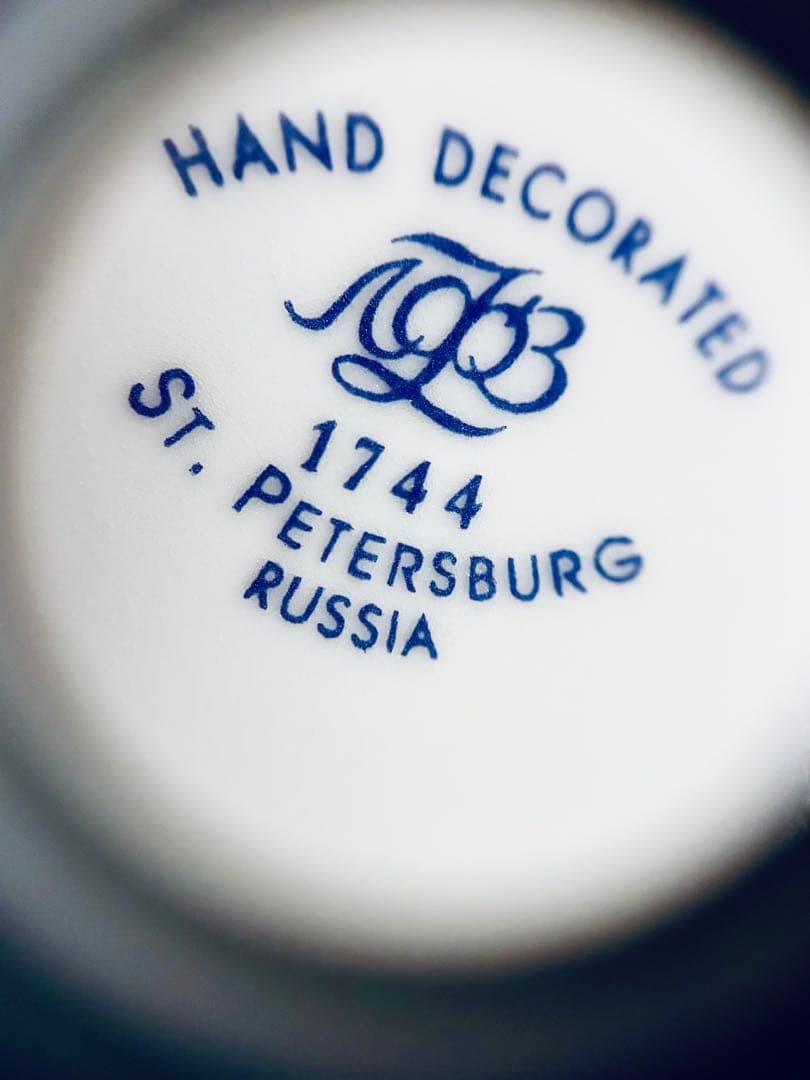 HAND DECORATED
ЛФЗ
1744
ST. PETERSBURG
RUSSIA